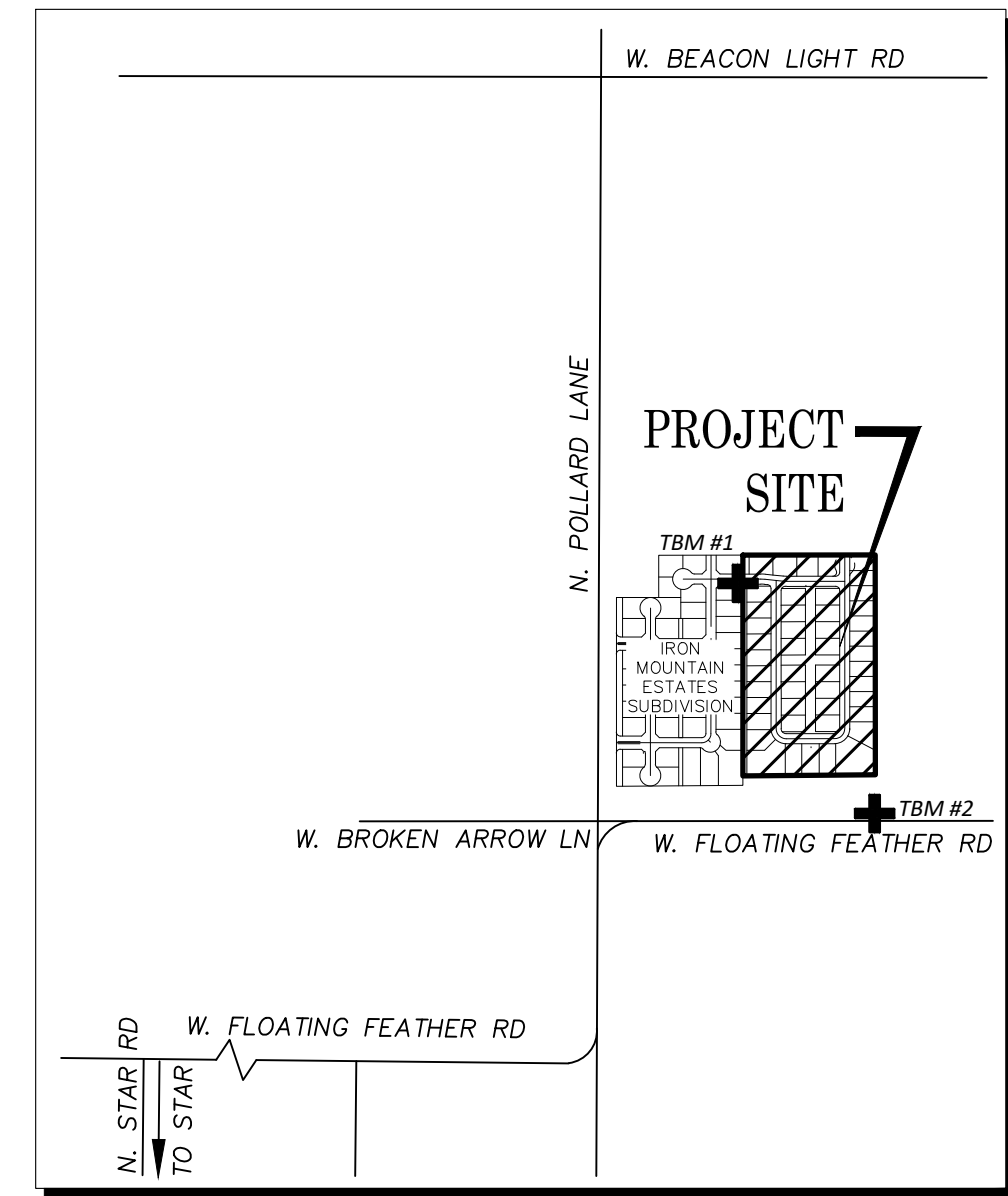 W. BEACON LIGHT RD
N. POLLARD LANE
PROJECT
SITE
TBM #1
IRON
MOUNTAIN
ESTATES
SUBDIVISION
TBM #2
W. BROKEN ARROW LN
W. FLOATING FEATHER RD
W. FLOATING FEATHER RD
N. STAR RD
TO STAR